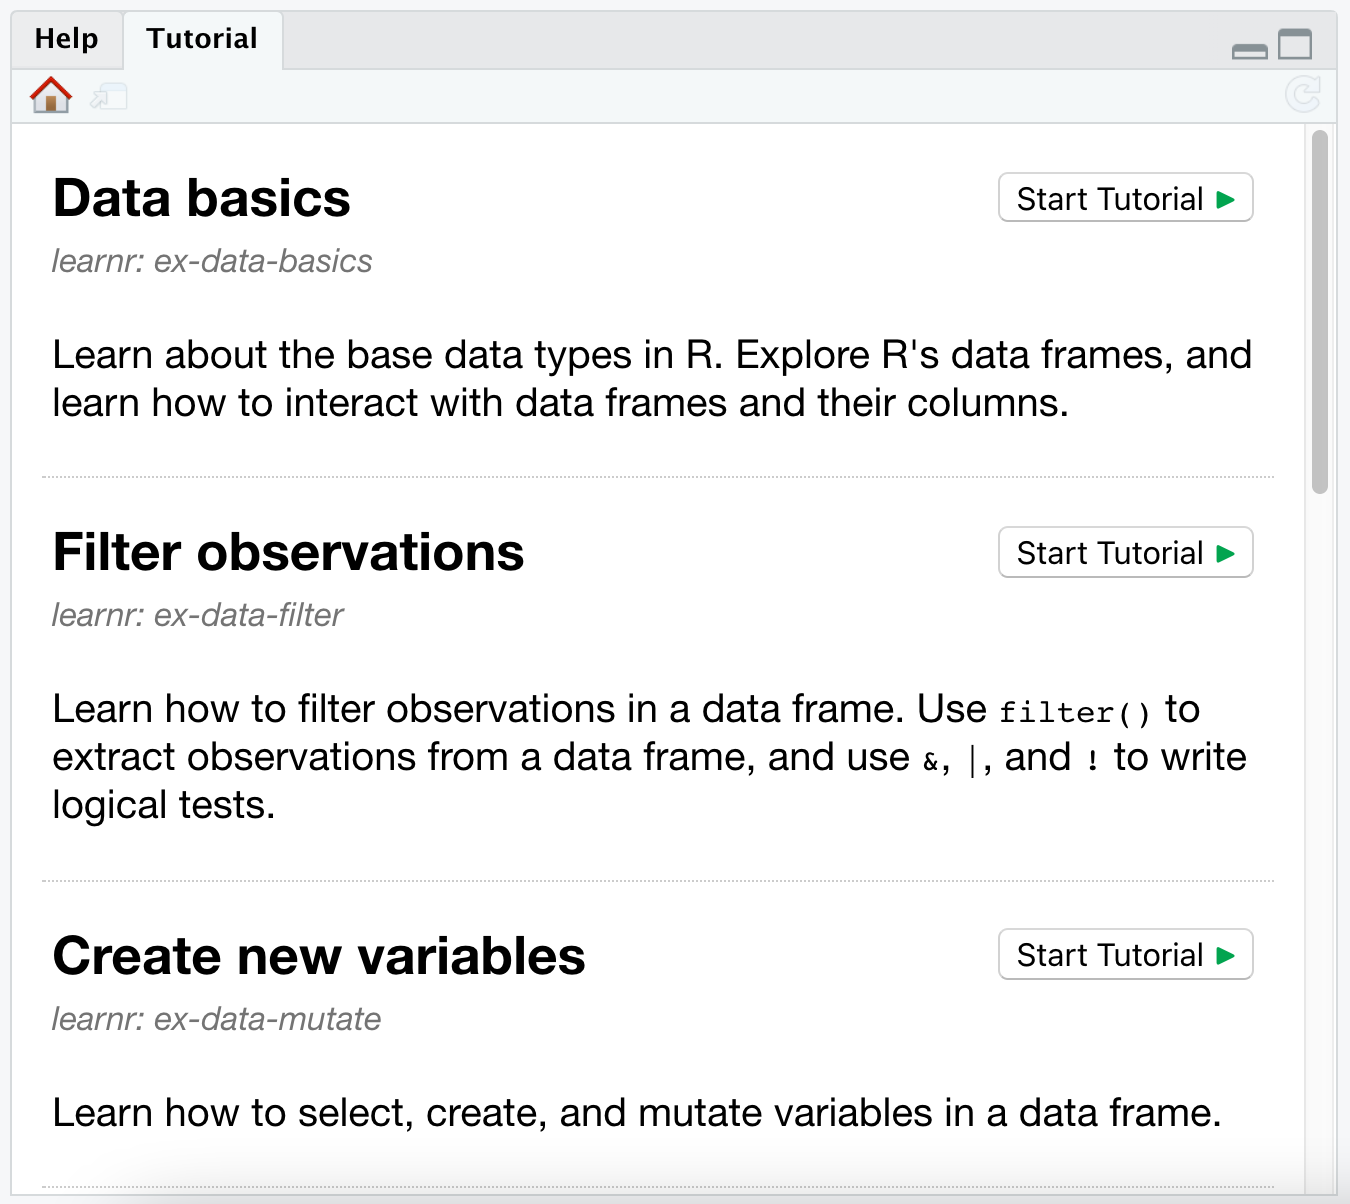 Help Tutorial
Data basics Start Tutorial
learnr: ex-data-basics
Learn about the base data types in R. Explore R's data frames, and
learn how to interact with data frames and their columns.
Filter observations Start Tutorial
learnr: ex-data-filter
Learn how to filter observations in a data frame. Use filter() to
extract observations from a data frame, and use &, |, and ! to write
logical tests.
Create new variables Start Tutorial
learnr: ex-data-mutate
Learn how to select, create, and mutate variables in a data frame.